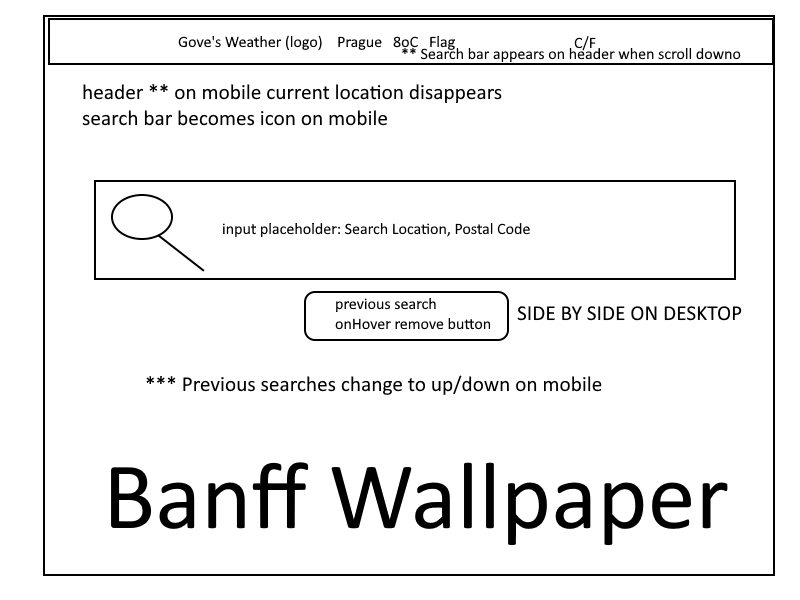 Gove's Weather (logo) Prague 8oC Flag C/F
** Search bar appears on header when scroll downo
header ** on mobile current location disappears
search bar becomes icon on mobile
input placeholder: Search Location, Postal Code
previous search
onHover remove button
SIDE BY SIDE ON DESKTOP
*** Previous searches change to up/down on mobile
Banff Wallpaper